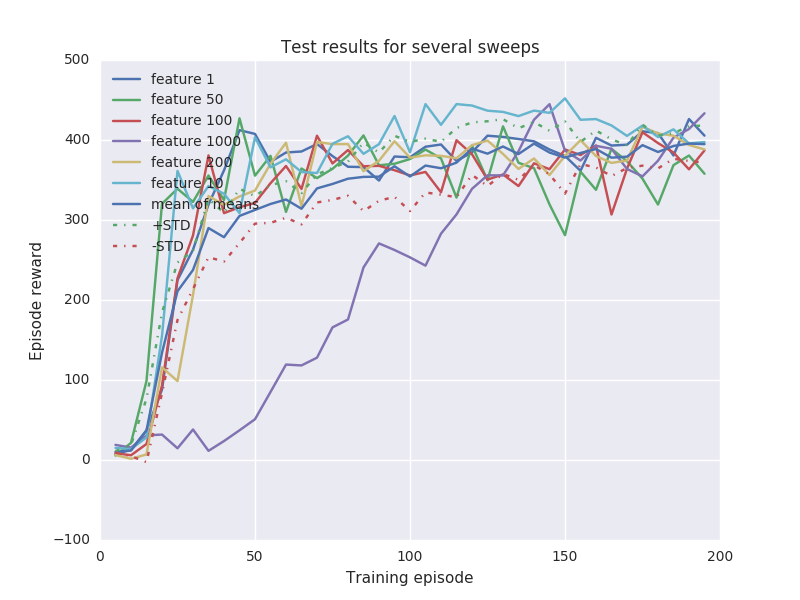 Test results for several sweeps
500
400
300
200
100
0
−100
Episode reward
feature 1
feature 50
feature 100
feature 1000
feature 200
feature 10
mean of means
+STD
-STD
0
50
100
150
200
Training episode